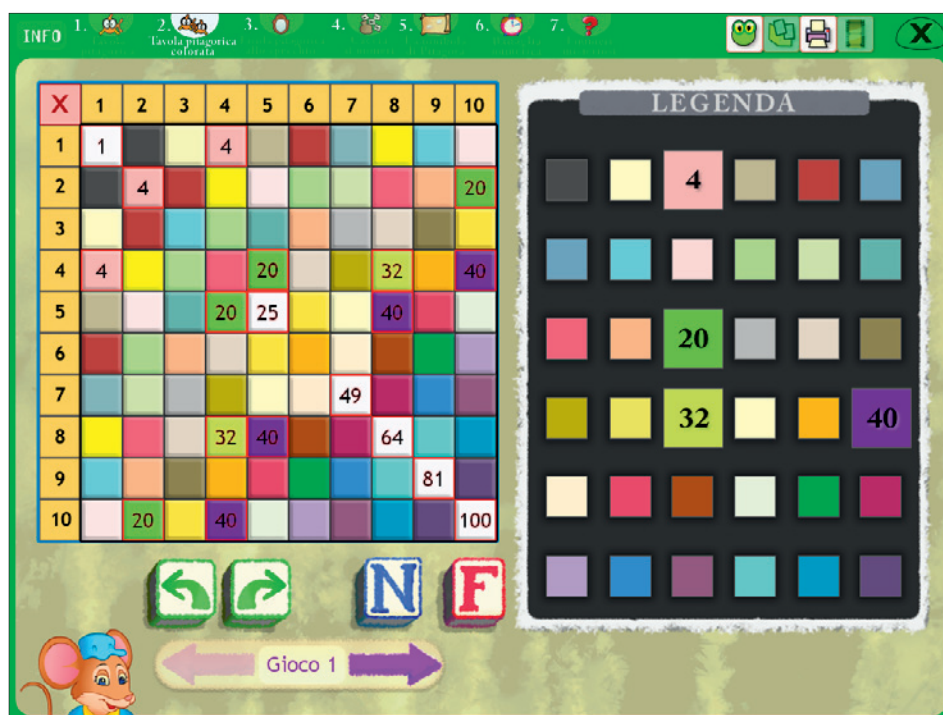 INFO 1. 2. 3. 4. 5. 6. 7. X
Tavola pitagorica
colorata
LEGENDA
X 1 2 3 4 5 6 7 8 9 10
1 1 4
2 4 20
3
4 4 20 32 40
5 20 25 40
6
7 49
8 32 40 64
9 81
10 20 40 100
4
20
32 40
N F
Gioco 1